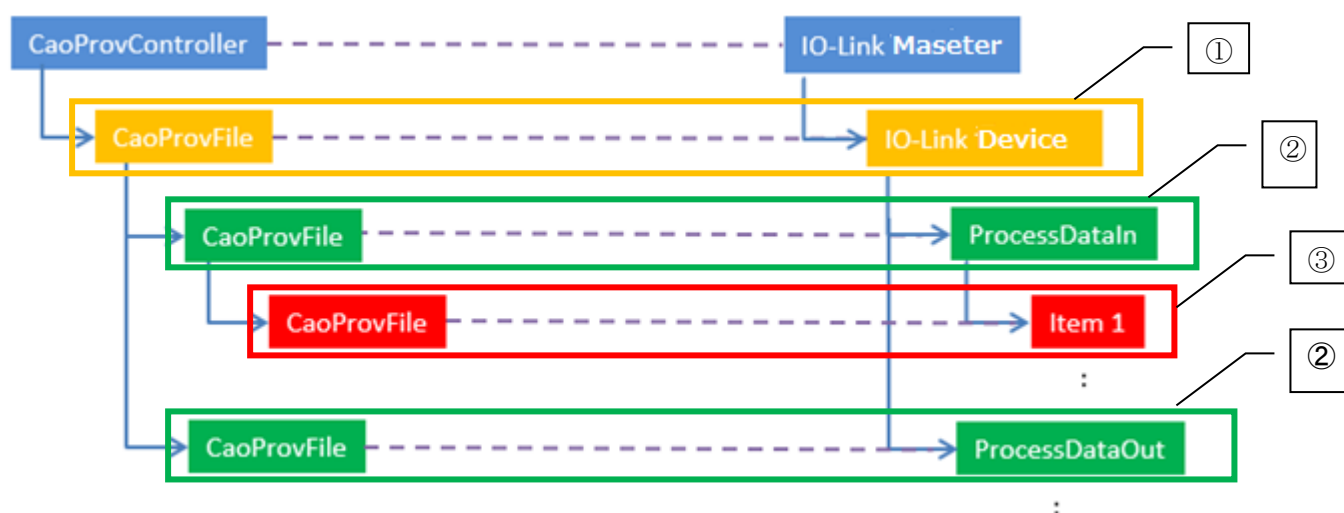 CaoProvController
IO-Link Maseter
①
CaoProvFile
IO-Link Device
②
CaoProvFile
ProcessDataIn
③
CaoProvFile
Item 1
②
:
CaoProvFile
ProcessDataOut
: